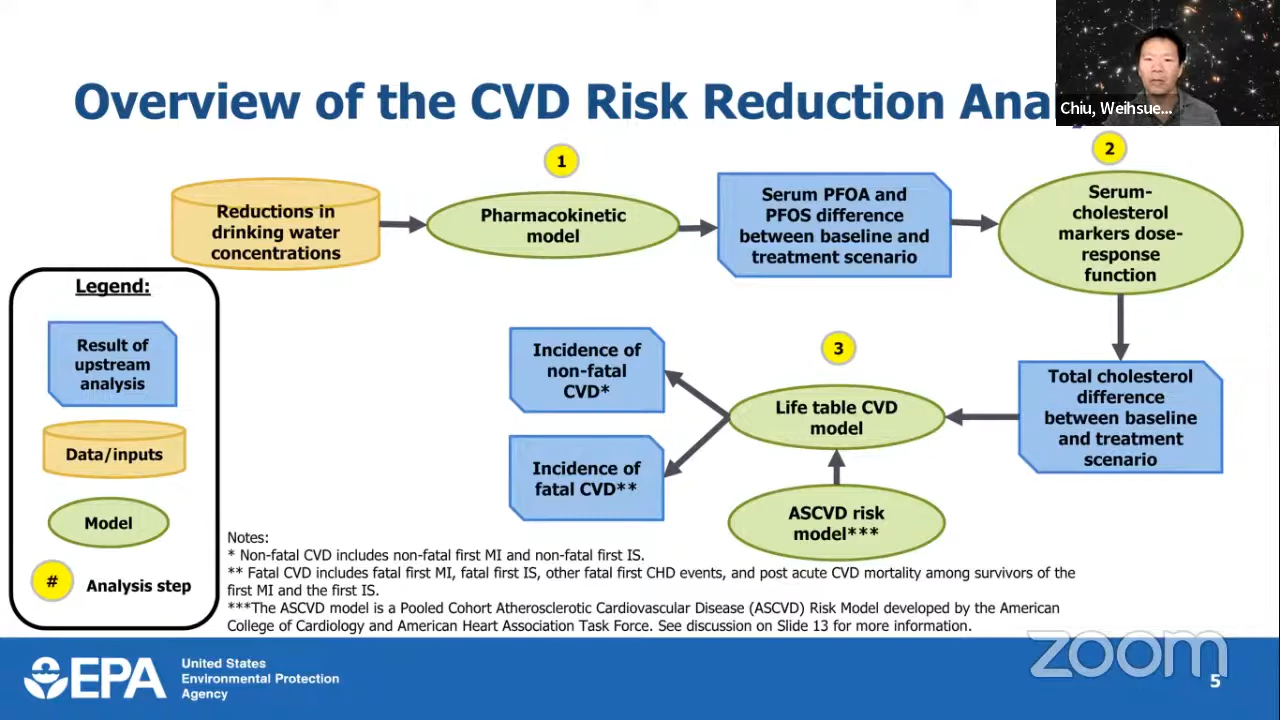 Overview of the CVD Risk Reduction
Chiu, Weihsue...
1
2
Reductions in
drinking water
concentrations
Pharmacokinetic
model
Serum PFOA and
PFOS difference
between baseline and
treatment scenario
Serum-
cholesterol
markers dose-
response
function
Legend:
Result of
upstream
analysis
Data/inputs
Model
#
Analysis step
3
Incidence of
non-fatal
CVD*
Incidence of
fatal CVD**
Life table CVD
model
ASCVD risk
model***
Total cholesterol
difference
between baseline
and treatment
scenario
Notes:
* Non-fatal CVD includes non-fatal first MI and non-fatal first IS.
** Fatal CVD includes fatal first MI, fatal first IS, other fatal first CHD events, and post acute CVD mortality among survivors of the
first MI and the first IS.
***The ASCVD model is a Pooled Cohort Atherosclerotic Cardiovascular Disease (ASCVD) Risk Model developed by the American
College of Cardiology and American Heart Association Task Force. See discussion on Slide 13 for more information.
EPA
United States
Environmental Protection
Agency
zoom
5